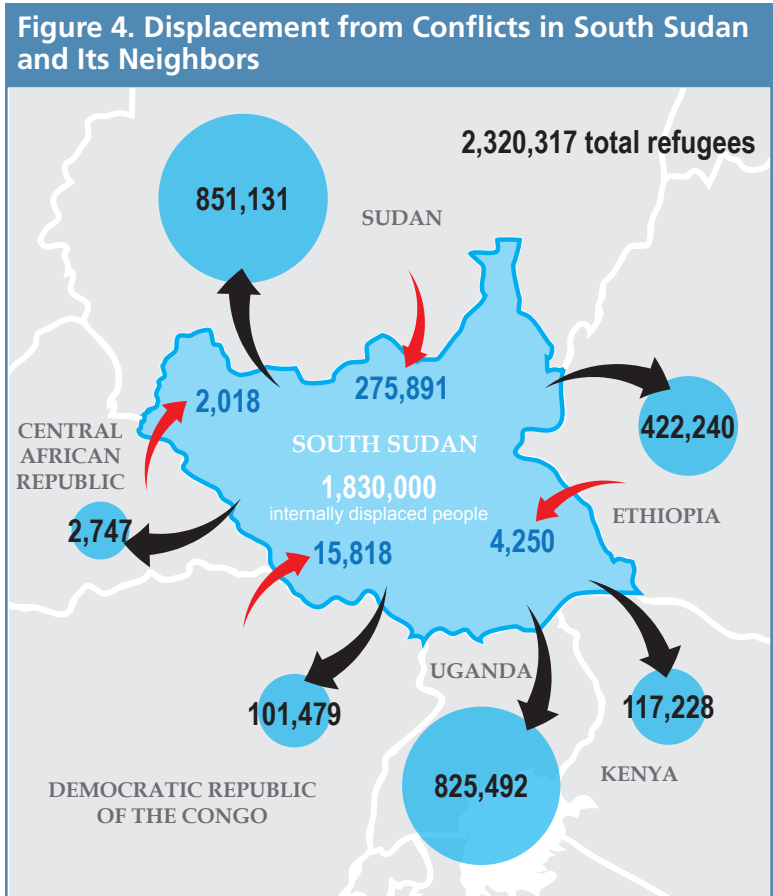 Figure 4. Displacement from Conflicts in South Sudan
and Its Neighbors
2,320,317 total refugees
851,131
SUDAN
2,018
275,891
422,240
CENTRAL
AFRICAN
REPUBLIC
SOUTH SUDAN
1,830,000
internally displaced people
2,747
15,818
4,250
ETHIOPIA
UGANDA
101,479
117,228
825,492
KENYA
DEMOCRATIC REPUBLIC
OF THE CONGO